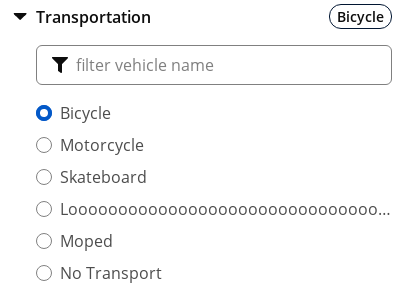 Transportation
Bicycle
filter vehicle name
Bicycle
Motorcycle
Skateboard
Looooooooooooooooooooooooooooooo...
Moped
No Transport